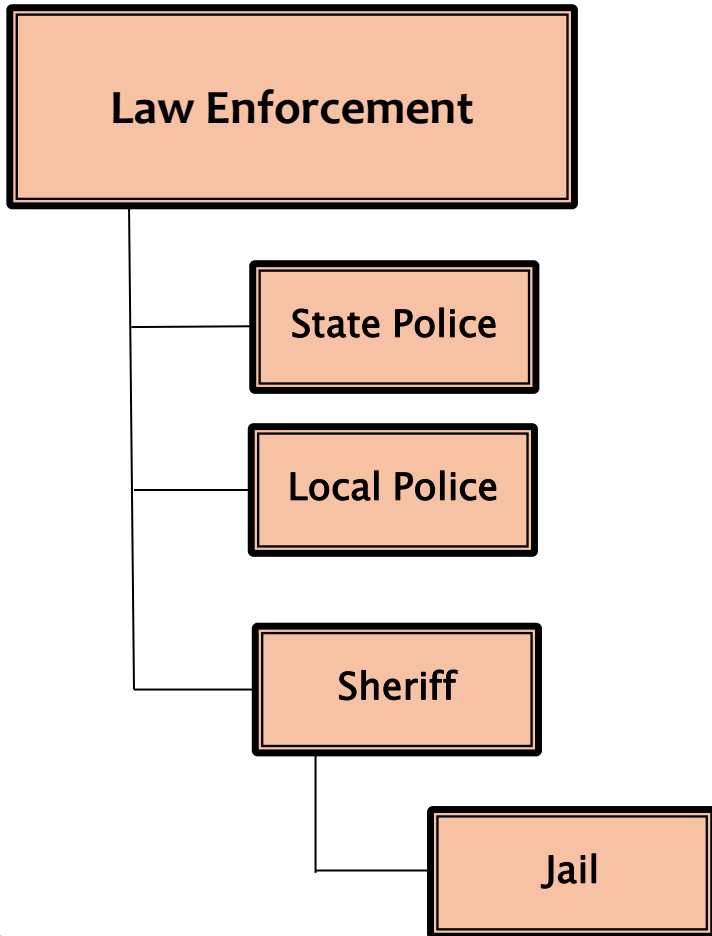 Law Enforcement
State Police
Local Police
Sheriff
Jail